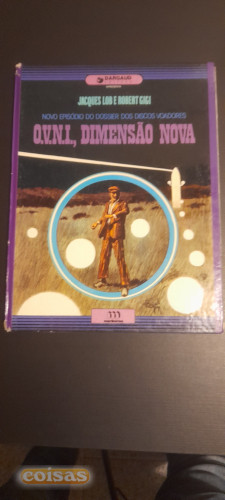 DARGAUD
JACQUES LOB E ROBERT GIGI
NOVO EPISÓDIO DO DOSSIER DOS DISCOS VOADORES
O.V.N.I., DIMENSÃO NOVA
coisas